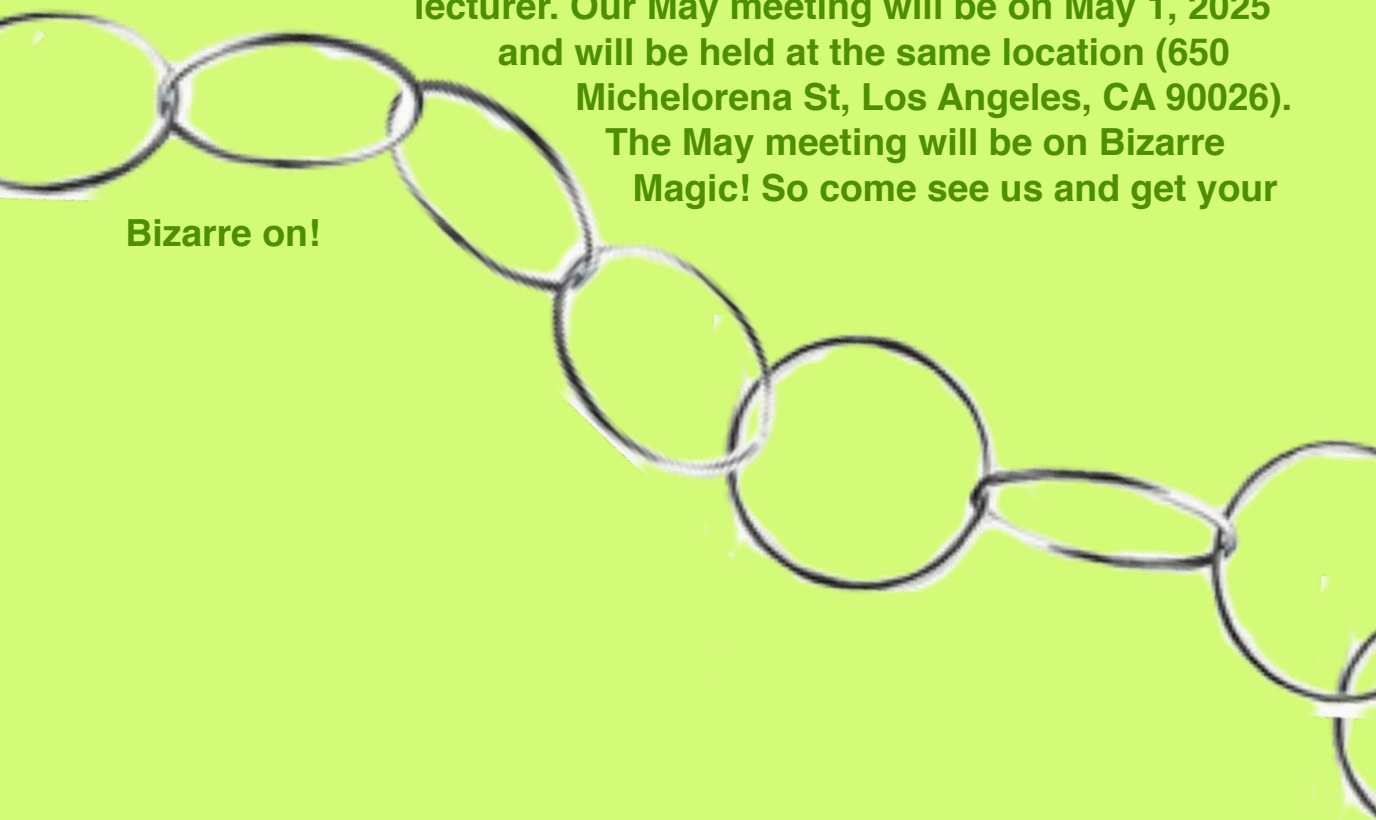 lecturer. Our May meeting will be on May 1, 2025
and will be held at the same location (650
Michelorena St, Los Angeles, CA 90026).
The May meeting will be on Bizarre
Magic! So come see us and get your
Bizarre on!